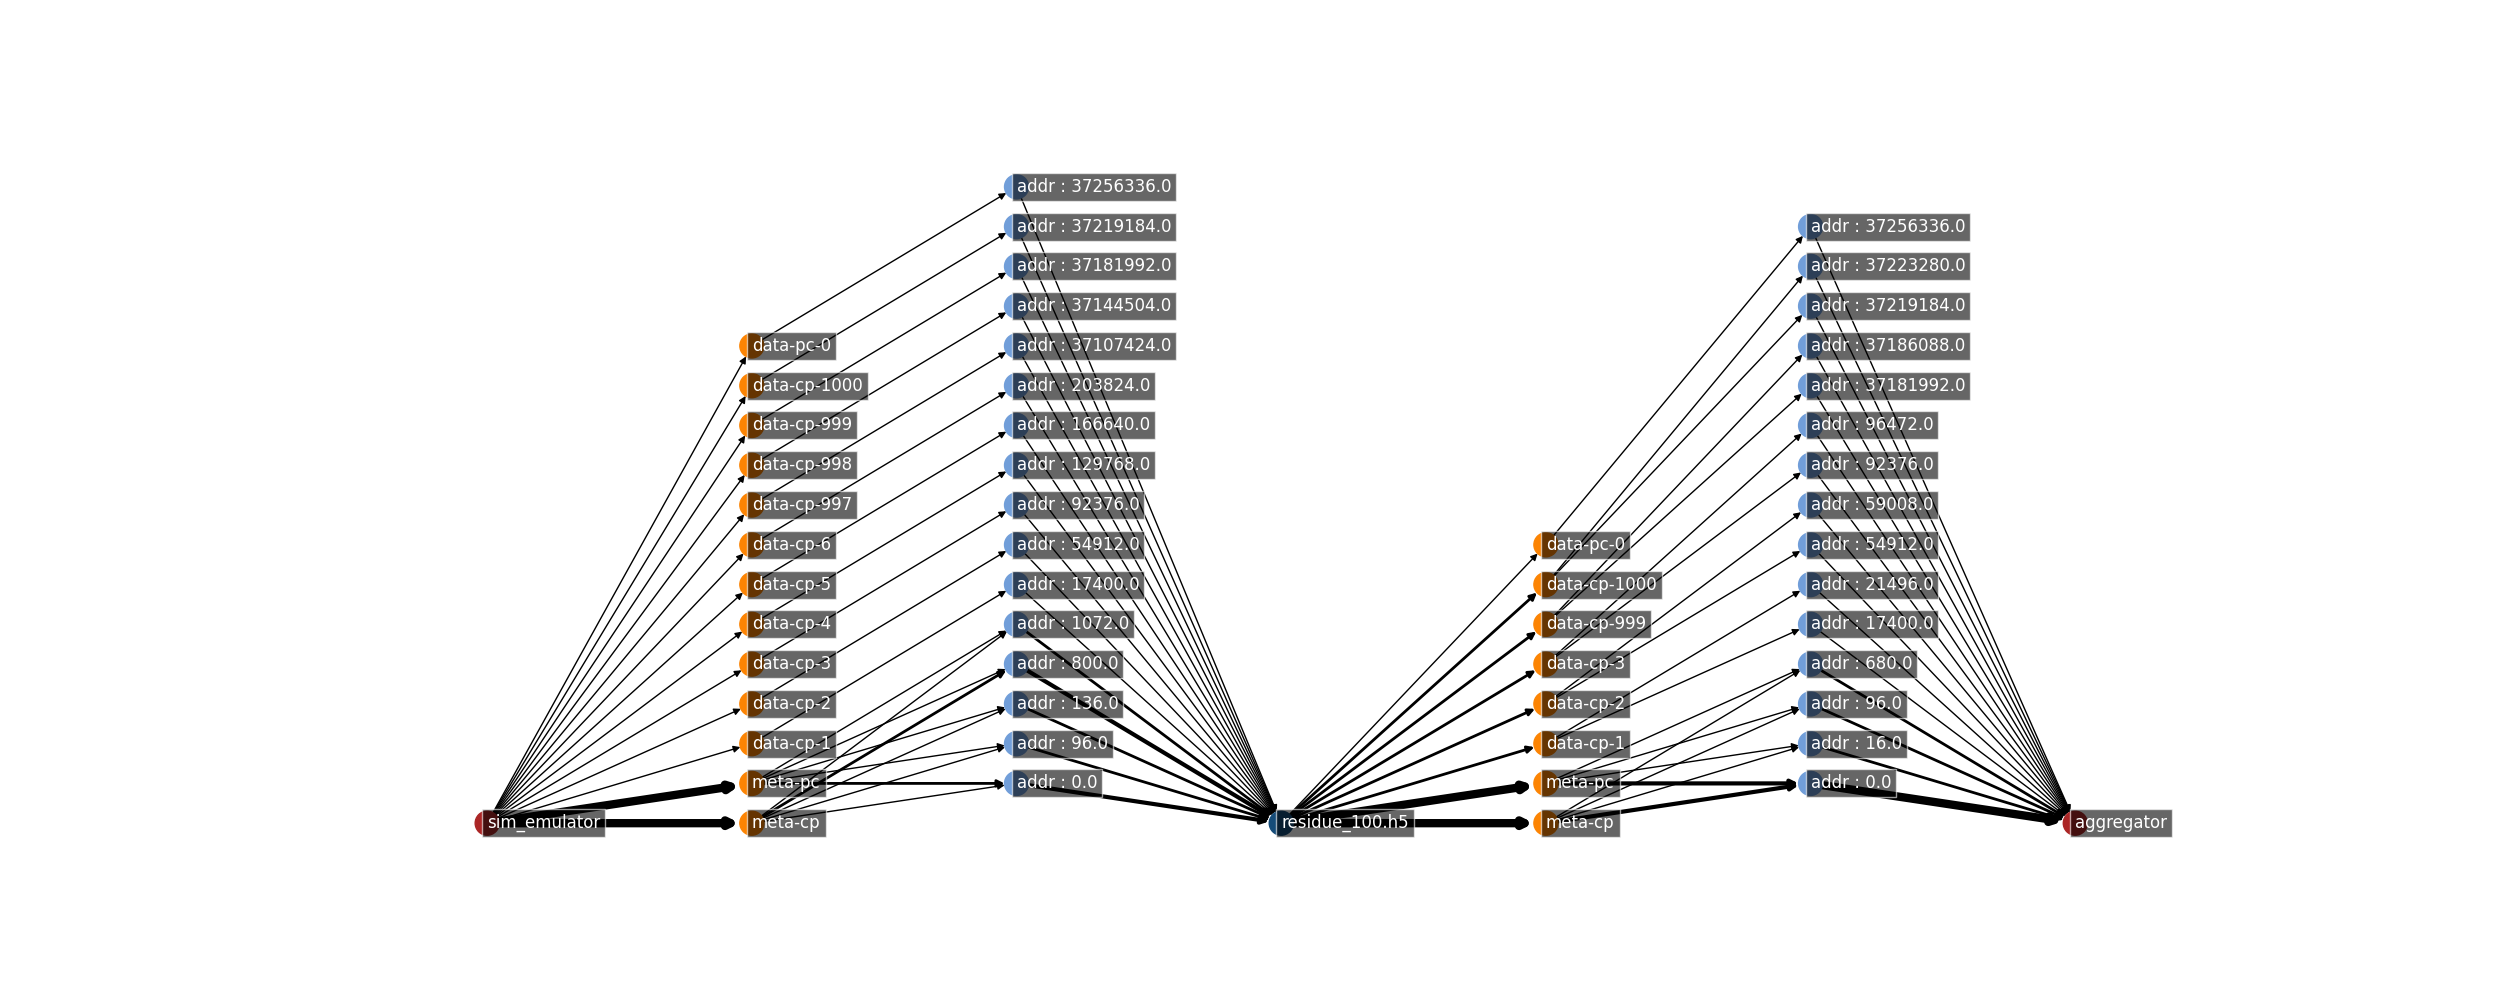 sim_emulator
data-pc-0
data-cp-1000
data-cp-999
data-cp-998
data-cp-997
data-cp-6
data-cp-5
data-cp-4
data-cp-3
data-cp-2
data-cp-1
meta-pc
meta-cp
addr : 37256336.0
addr : 37219184.0
addr : 37181992.0
addr : 37144504.0
addr : 37107424.0
addr : 203824.0
addr : 166640.0
addr : 129768.0
addr : 92376.0
addr : 54912.0
addr : 17400.0
addr : 1072.0
addr : 800.0
addr : 136.0
addr : 96.0
addr : 0.0
residue_100.h5
data-pc-0
data-cp-1000
data-cp-999
data-cp-3
data-cp-2
data-cp-1
meta-pc
meta-cp
addr : 37256336.0
addr : 37223280.0
addr : 37219184.0
addr : 37186088.0
addr : 37181992.0
addr : 96472.0
addr : 92376.0
addr : 59008.0
addr : 54912.0
addr : 21496.0
addr : 17400.0
addr : 680.0
addr : 96.0
addr : 16.0
addr : 0.0
aggregator